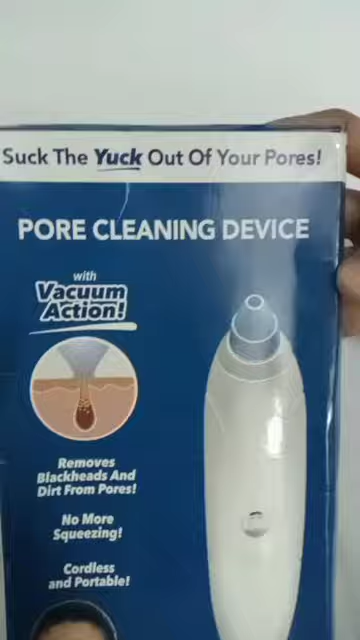 Suck The Yuck Out Of Your Pores!
PORE CLEANING DEVICE
with
Vacuum
Action!
Removes
Blackheads And
Dirt From Pores!
No More
Squeezing!
Cordless
and Portable!